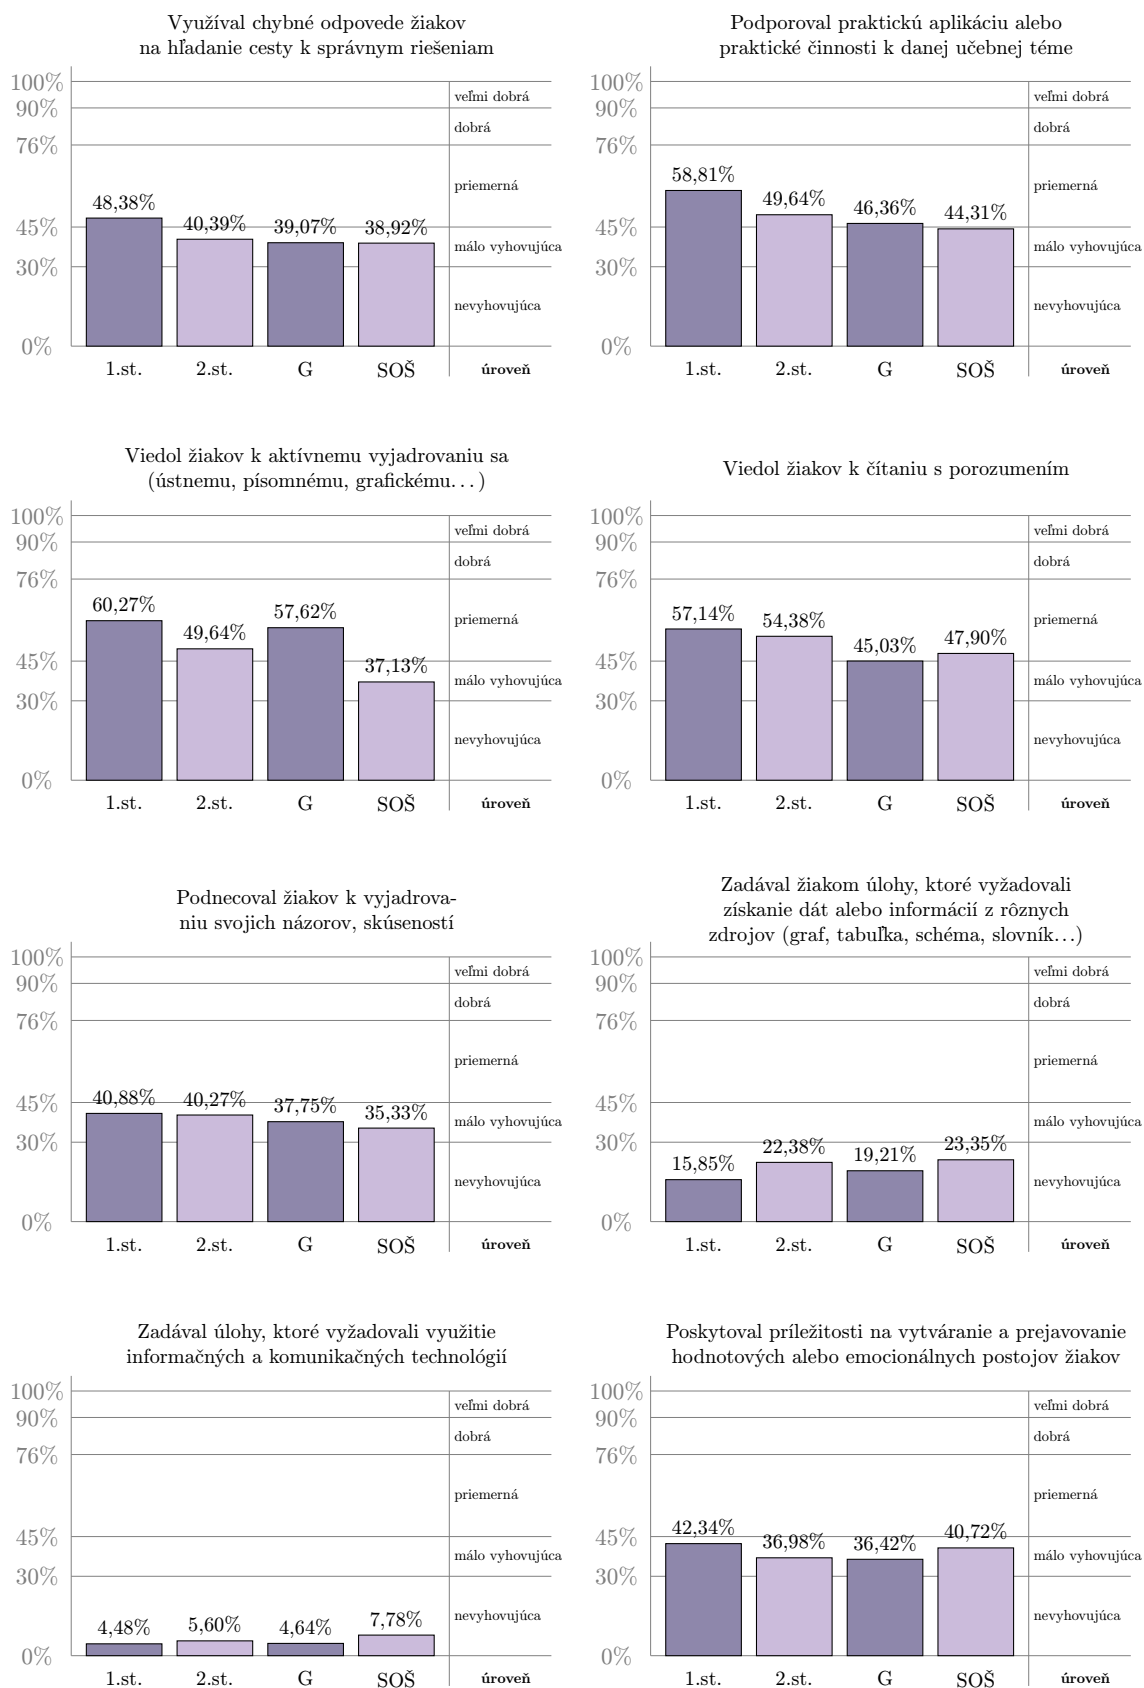 Využíval chybné odpovede žiakov
na hľadanie cesty k správnym riešeniam
100%
90%
76%
45%
30%
0%
48,38%
40,39%
39,07%
38,92%
veľmi dobrá
dobrá
priemerná
málo vyhovujúca
nevyhovujúca
1.st. 2.st. G SOŠ úroveň
Podporoval praktickú aplikáciu alebo
praktické činnosti k danej učebnej téme
100%
90%
76%
45%
30%
0%
58,81%
49,64%
46,36%
44,31%
veľmi dobrá
dobrá
priemerná
málo vyhovujúca
nevyhovujúca
1.st. 2.st. G SOŠ úroveň
Viedol žiakov k aktívnemu vyjadrovaniu sa
(ústnemu, písomnému, grafickému...)
100%
90%
76%
45%
30%
0%
60,27%
49,64%
57,62%
37,13%
veľmi dobrá
dobrá
priemerná
málo vyhovujúca
nevyhovujúca
1.st. 2.st. G SOŠ úroveň
Viedol žiakov k čítaniu s porozumením
100%
90%
76%
45%
30%
0%
57,14%
54,38%
45,03%
47,90%
veľmi dobrá
dobrá
priemerná
málo vyhovujúca
nevyhovujúca
1.st. 2.st. G SOŠ úroveň
Podnecoval žiakov k vyjadrova-
niu svojich názorov, skúseností
100%
90%
76%
45%
30%
0%
40,88%
40,27%
37,75%
35,33%
veľmi dobrá
dobrá
priemerná
málo vyhovujúca
nevyhovujúca
1.st. 2.st. G SOŠ úroveň
Zadával žiakom úlohy, ktoré vyžadovali
získanie dát alebo informácií z rôznych
zdrojov (graf, tabuľka, schéma, slovník...)
100%
90%
76%
45%
30%
0%
15,85%
22,38%
19,21%
23,35%
veľmi dobrá
dobrá
priemerná
málo vyhovujúca
nevyhovujúca
1.st. 2.st. G SOŠ úroveň
Zadával úlohy, ktoré vyžadovali využitie
informačných a komunikačných technológií
100%
90%
76%
45%
30%
0%
4,48%
5,60%
4,64%
7,78%
veľmi dobrá
dobrá
priemerná
málo vyhovujúca
nevyhovujúca
1.st. 2.st. G SOŠ úroveň
Poskytoval príležitosti na vytváranie a prejavovanie
hodnotových alebo emocionálnych postojov žiakov
100%
90%
76%
45%
30%
0%
42,34%
36,98%
36,42%
40,72%
veľmi dobrá
dobrá
priemerná
málo vyhovujúca
nevyhovujúca
1.st. 2.st. G SOŠ úroveň